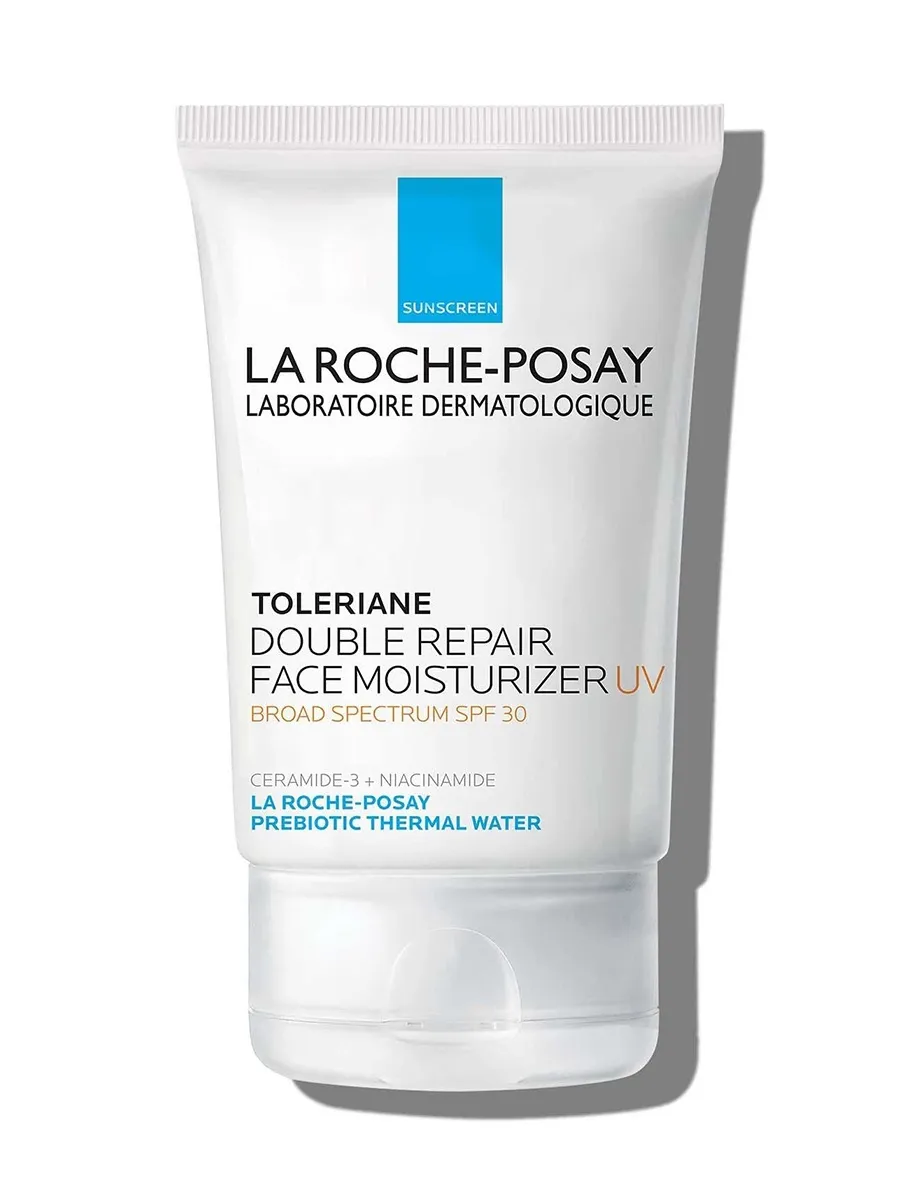 SUNSCREEN
LA ROCHE-POSAY
LABORATOIRE DERMATOLOGIQUE
TOLERIANE
DOUBLE REPAIR
FACE MOISTURIZER UV
BROAD SPECTRUM SPF 30
CERAMIDE-3 + NIACINAMIDE
LA ROCHE-POSAY
PREBIOTIC THERMAL WATER